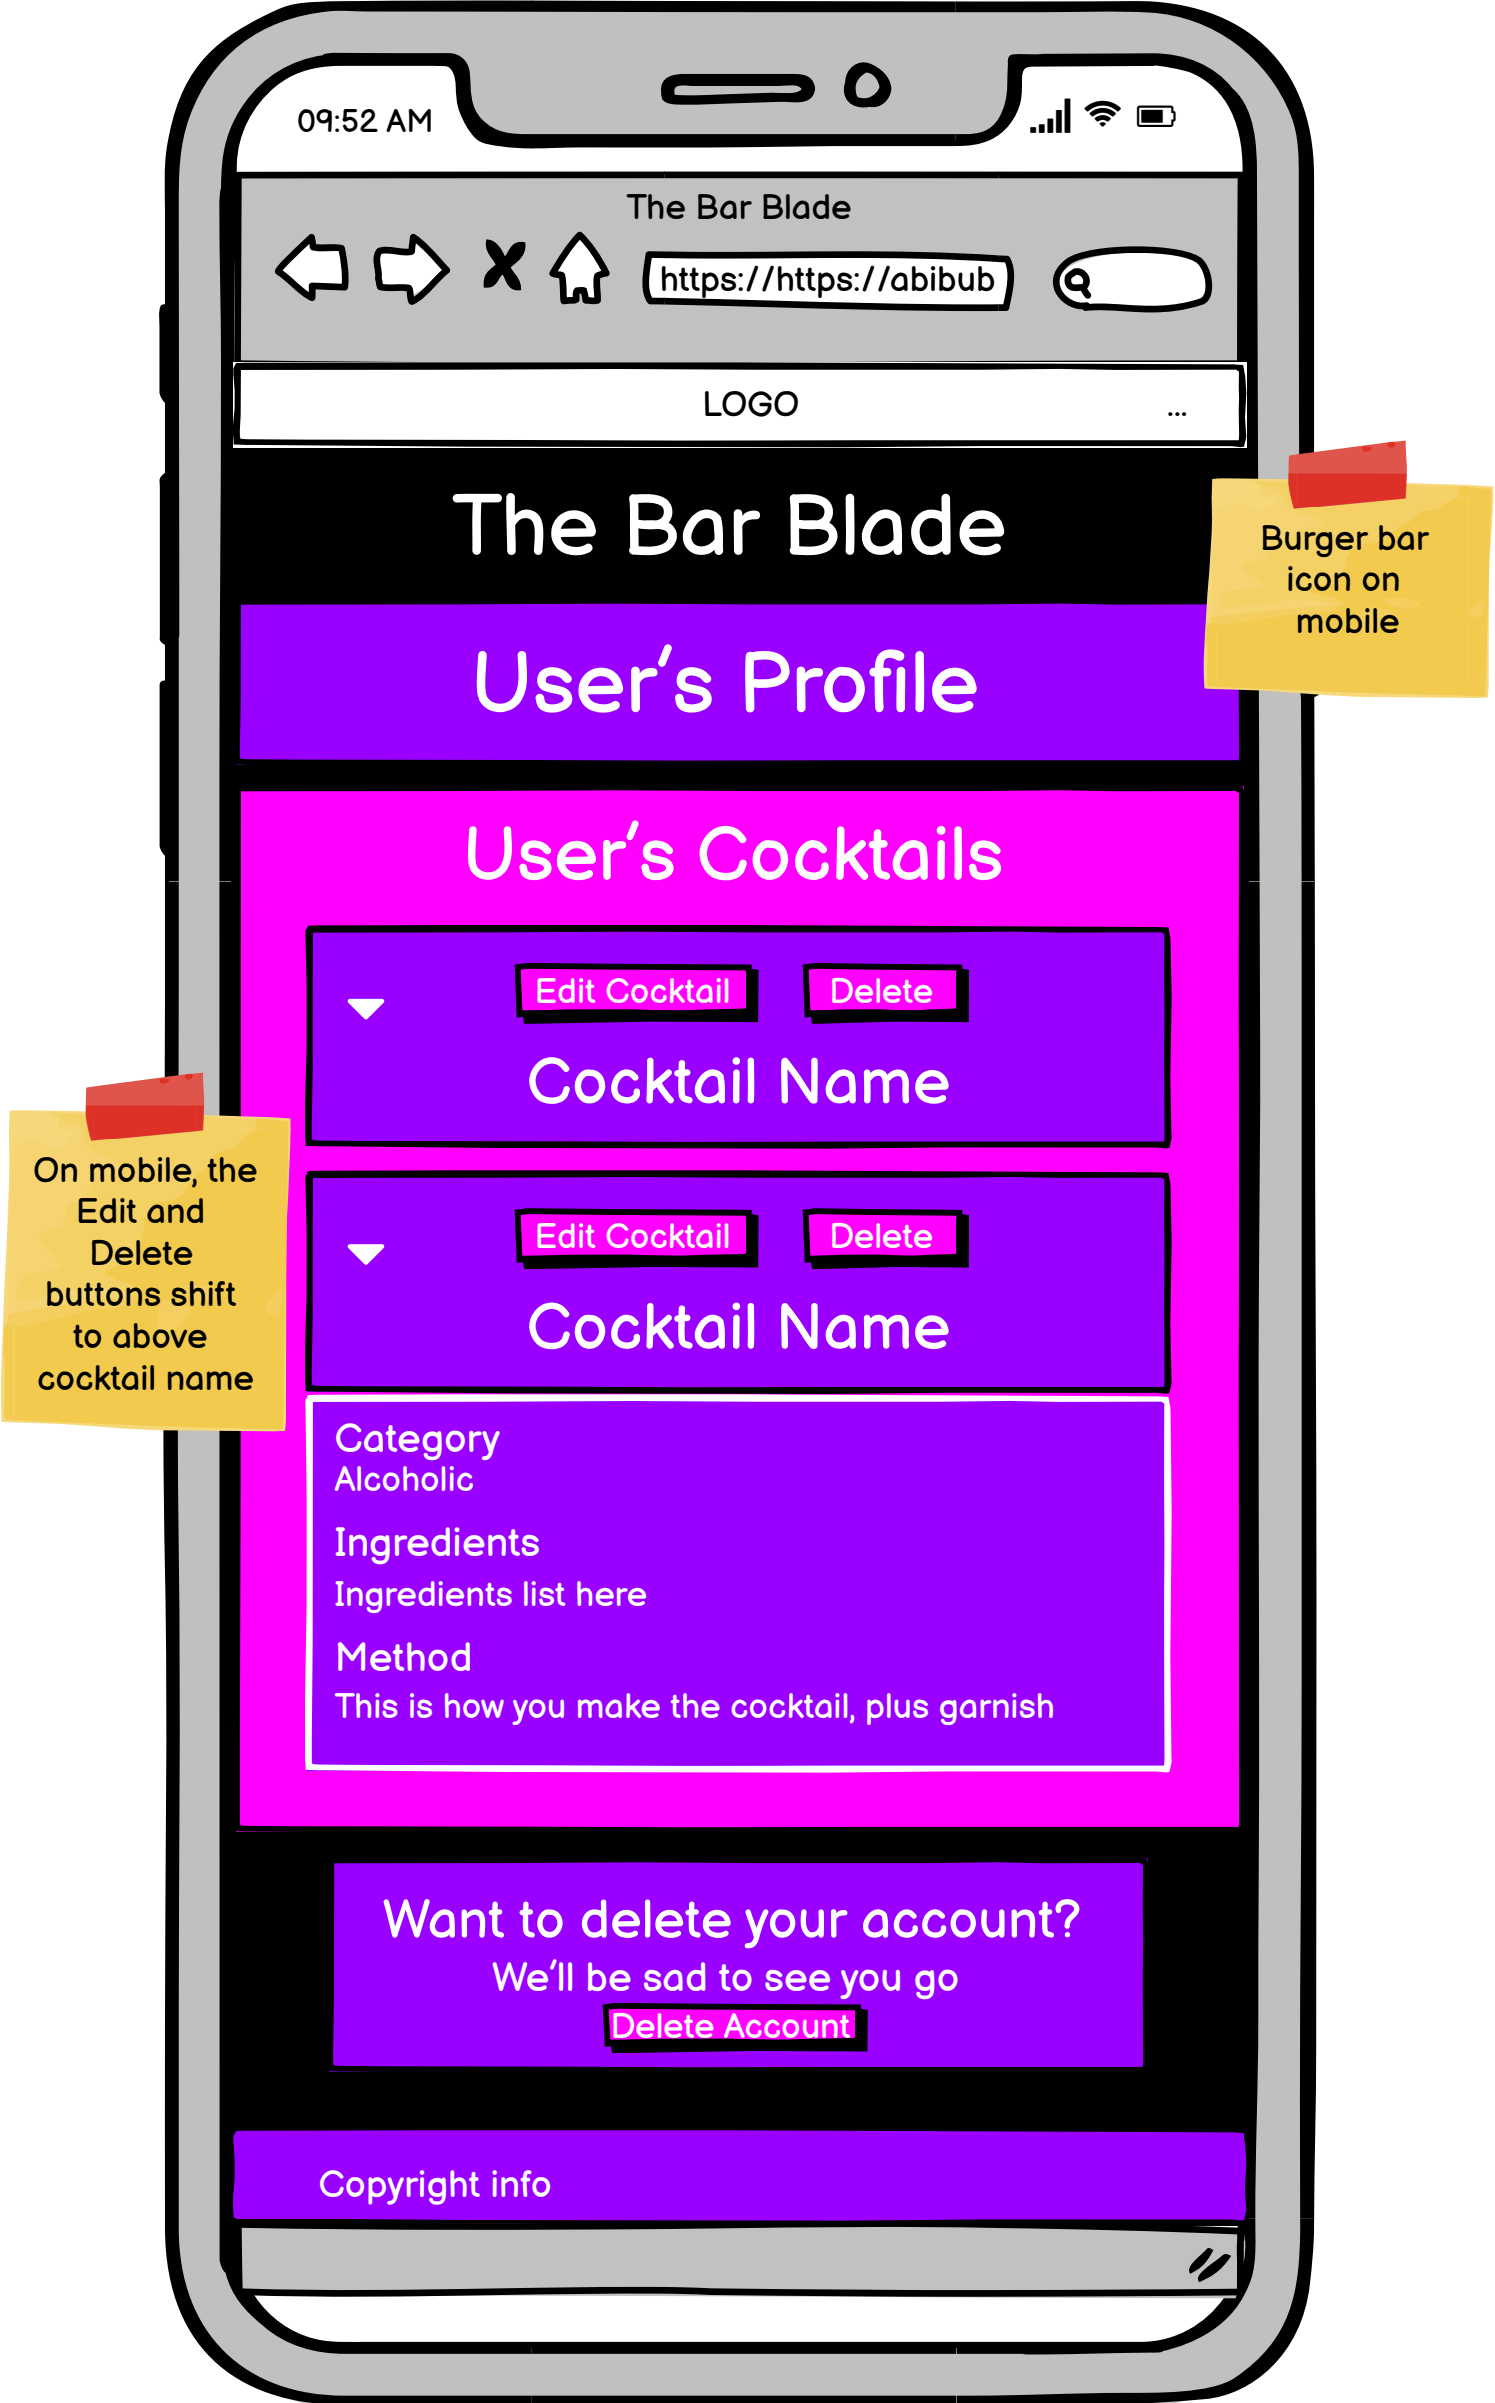 09:52 AM
The Bar Blade
https://https://abibub
LOGO
...
The Bar Blade
Burger bar
icon on
mobile
User's Profile
User's Cocktails
Edit Cocktail
Delete
Cocktail Name
On mobile, the
Edit and
Delete
buttons shift
to above
cocktail name
Edit Cocktail
Delete
Cocktail Name
Category
Alcoholic
Ingredients
Ingredients list here
Method
This is how you make the cocktail, plus garnish
Want to delete your account?
We'll be sad to see you go
Delete Account
Copyright info